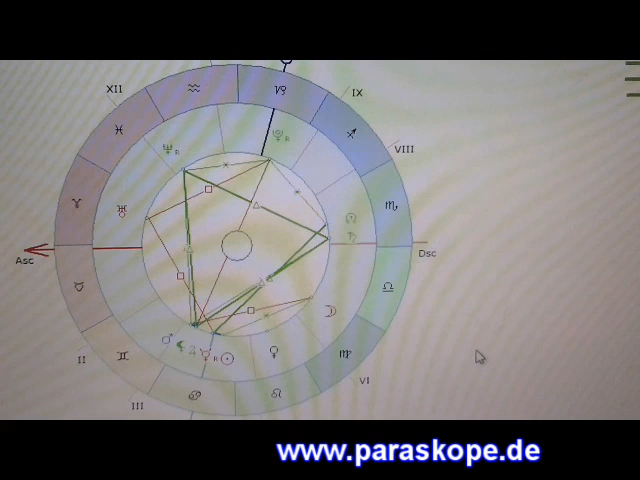 XII
IX
VIII
Asc
Dsc
II
III
VI
R
R
R
www.paraskope.de